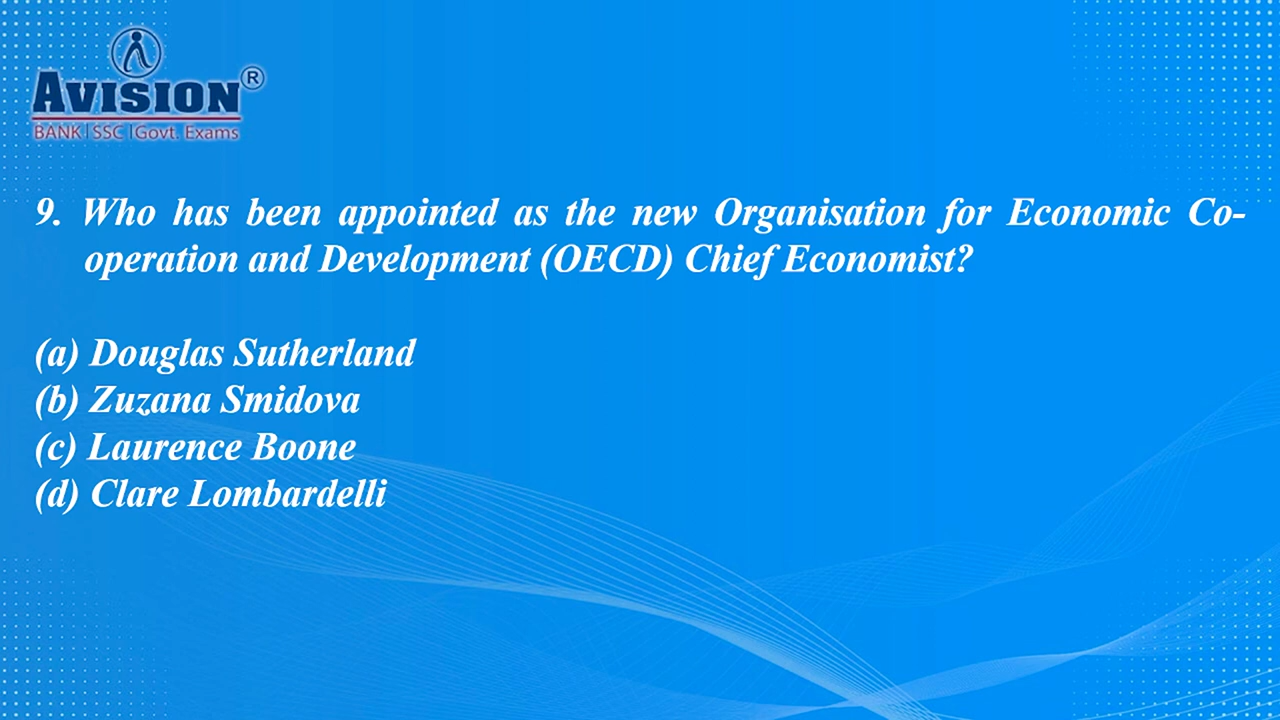 AVISION®
BANK | SSC | Govt. Exams
9. Who has been appointed as the new Organisation for Economic Co-
operation and Development (OECD) Chief Economist?
(a) Douglas Sutherland
(b) Zuzana Smidova
(c) Laurence Boone
(d) Clare Lombardelli